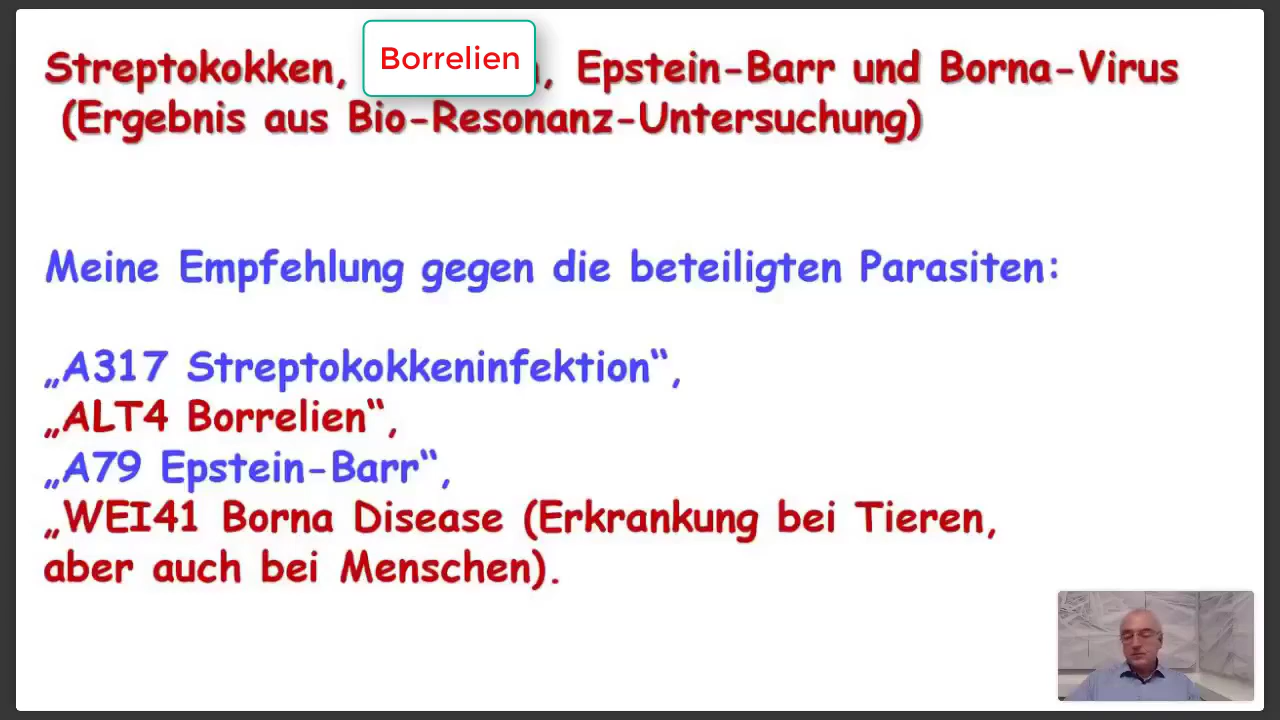 Streptokokken, Borrelien, Epstein-Barr und Borna-Virus
(Ergebnis aus Bio-Resonanz-Untersuchung)
Meine Empfehlung gegen die beteiligten Parasiten:
„A317 Streptokokkeninfektion“,
„ALT4 Borrelien“,
„A79 Epstein-Barr“,
„WEI41 Borna Disease (Erkrankung bei Tieren,
aber auch bei Menschen).